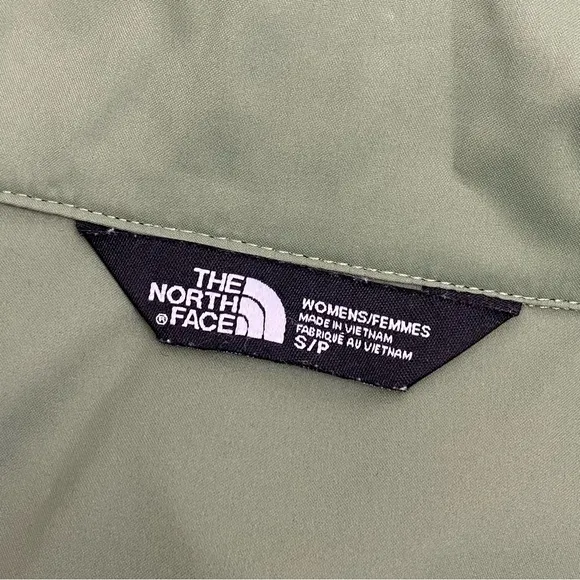 THE
NORTH
®FACE
WOMENS/FEMMES
MADE IN VIETNAM
FABRIQUÉ AU VIETNAM
S/P